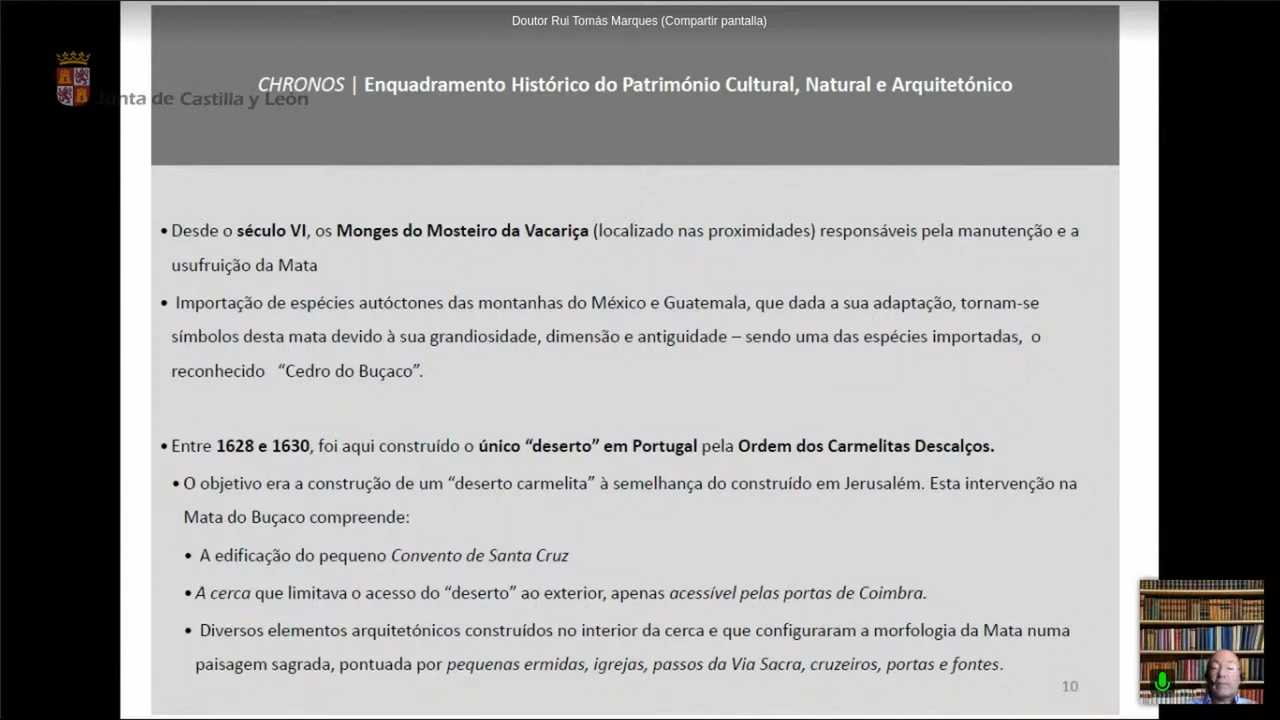 Doutor Rui Tomás Marques (Compartir pantalla)
CHRONOS | Enquadramento Histórico do Património Cultural, Natural e Arquitetónico
Junta de Castilla y León
• Desde o século VI, os Monges do Mosteiro da Vacariça (localizado nas proximidades) responsáveis pela manutenção e a
usufruição da Mata
• Importação de espécies autóctones das montanhas do México e Guatemala, que dada a sua adaptação, tornam-se
símbolos desta mata devido à sua grandiosidade, dimensão e antiguidade – sendo uma das espécies importadas, o
reconhecido “Cedro do Buçaco”.
• Entre 1628 e 1630, foi aqui construído o único “deserto” em Portugal pela Ordem dos Carmelitas Descalços.
• O objetivo era a construção de um “deserto carmelita” à semelhança do construído em Jerusalém. Esta intervenção na
Mata do Buçaco compreende:
• A edificação do pequeno Convento de Santa Cruz
• A cerca que limitava o acesso do “deserto” ao exterior, apenas acessível pelas portas de Coimbra.
• Diversos elementos arquitetónicos construídos no interior da cerca e que configuraram a morfologia da Mata numa
paisagem sagrada, pontuada por pequenas ermidas, igrejas, passos da Via Sacra, cruzeiros, portas e fontes.
10